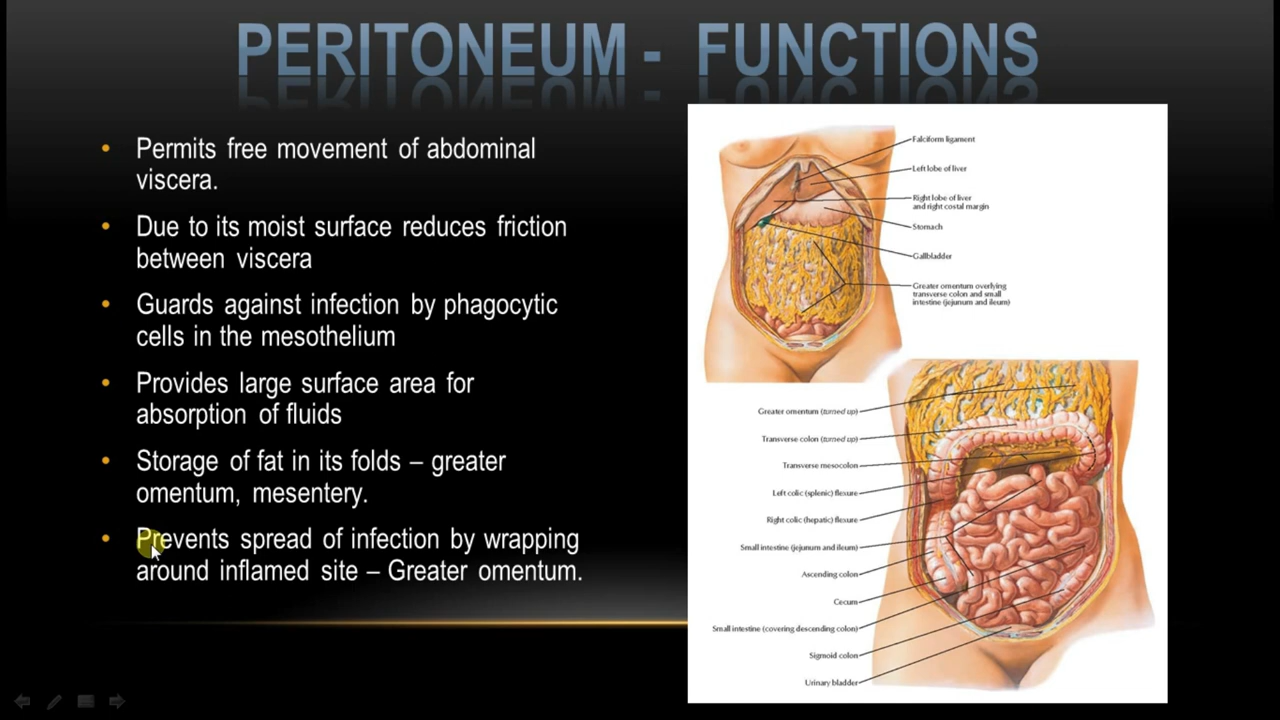 PERITONEUM - FUNCTIONS
• Permits free movement of abdominal
viscera.
• Due to its moist surface reduces friction
between viscera
• Guards against infection by phagocytic
cells in the mesothelium
• Provides large surface area for
absorption of fluids
• Storage of fat in its folds – greater
omentum, mesentery.
• Prevents spread of infection by wrapping
around inflamed site – Greater omentum.
Falciform ligament
Left lobe of liver
Right lobe of liver
and right costal margin
Stomach
Gallbladder
Greater omentum overlying
transverse colon and small
intestine (jejunum and ileum)
Greater omentum (turned up)
Transverse colon (turned up)
Transverse mesocolon
Left colic (splenic) flexure
Right colic (hepatic) flexure
Small intestine (jejunum and ileum)
Ascending colon
Cecum
Small intestine (covering descending colon)
Sigmoid colon
Urinary bladder